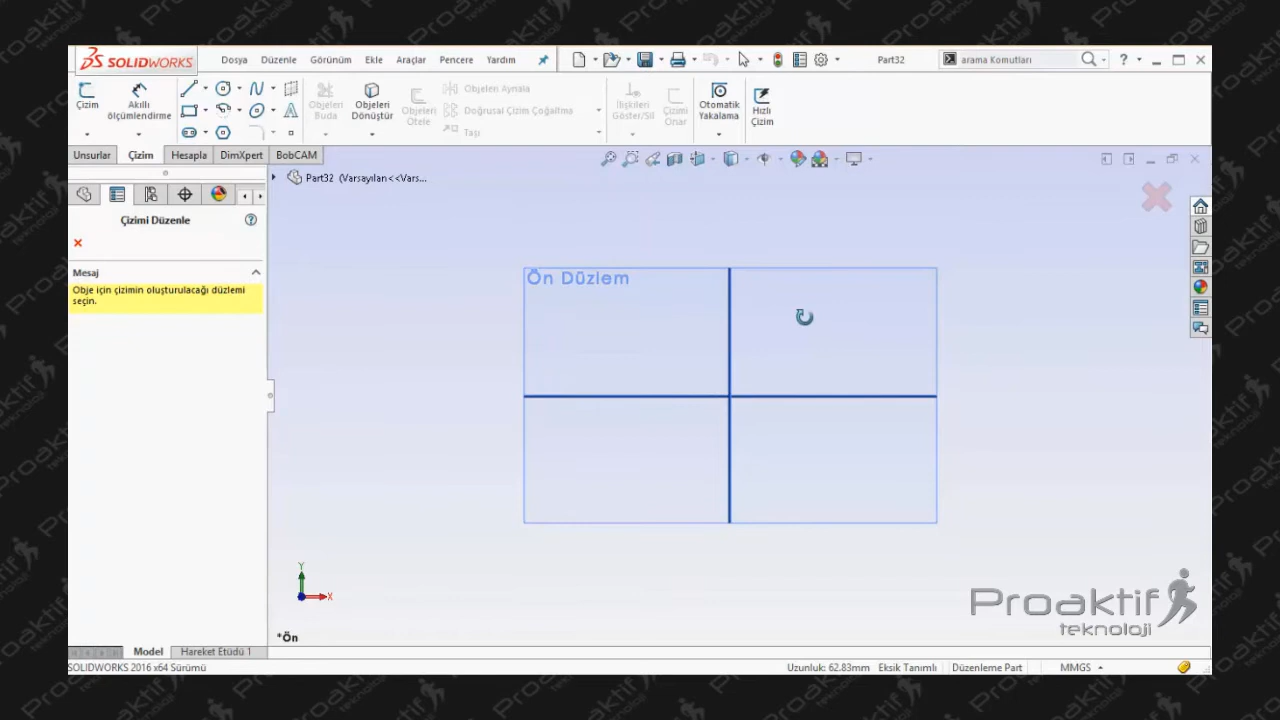 SOLIDWORKS
Dosya Düzenle Görünüm Ekle Araçlar Pencere Yardım
Part32
arama Komutları
Çizim
Akıllı
ölçümlendirme
Objeleri
Buda
Objeleri
Dönüştür
Objeleri
Ötele
Objeleri Aynala
Doğrusal Çizim Çoğaltma
Taşı
İlişkileri
Göster/Sil
Çizimi
Onar
Otomatik
Yakalama
Hızlı
Çizim
Unsurlar Çizim Hesapla DimXpert BobCAM
Part32 (Varsayılan<<Vars...
Çizimi Düzenle
Mesaj
Obje için çizimin oluşturulacağı düzlemi
seçin.
Ön Düzlem
Y
X
*Ön
Proaktif
teknoloji
Model Hareket Etüdü 1
SOLIDWORKS 2016 x64 Sürümü
Uzunluk: 62.83mm Eksik Tanımlı Düzenleme Part MMGS